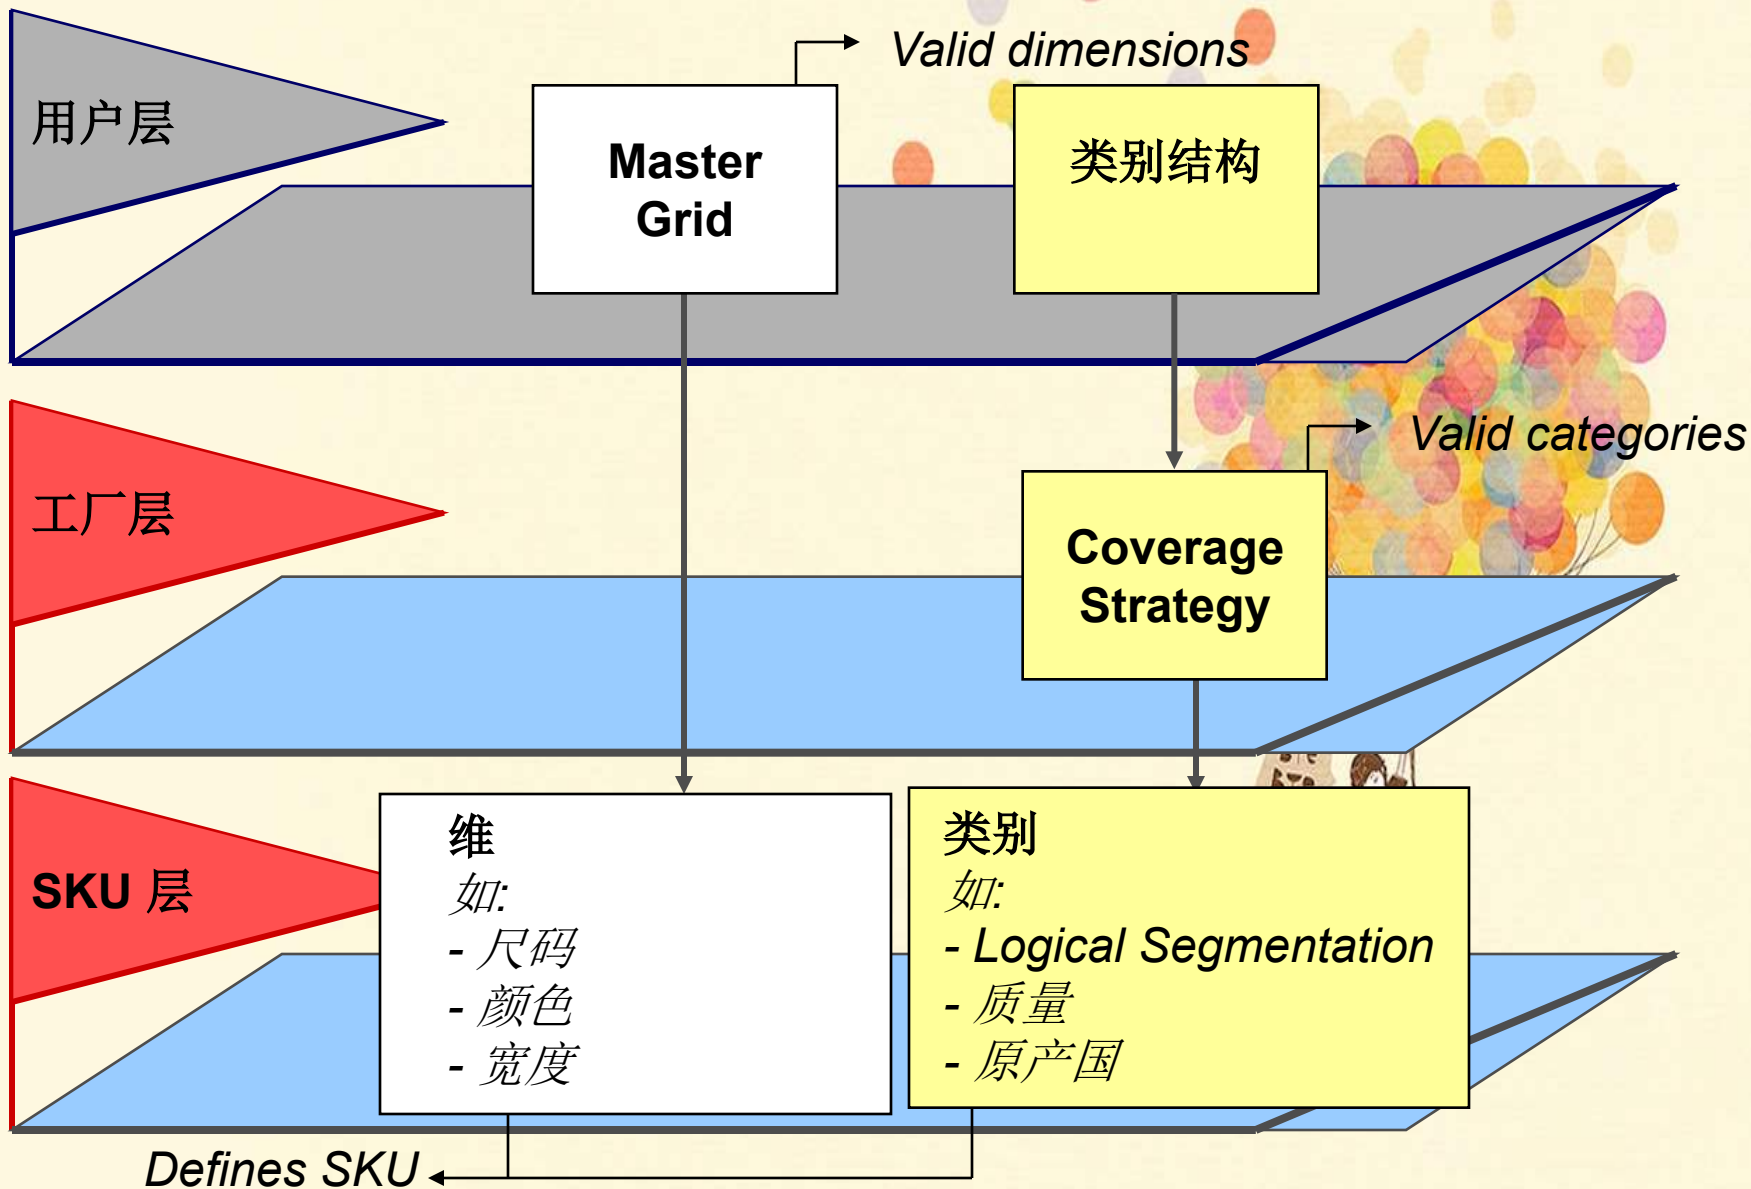 Valid dimensions
用户层
Master
Grid
类别结构
Valid categories
工厂层
Coverage
Strategy
SKU 层
维
如:
- 尺码
- 颜色
- 宽度
类别
如:
- Logical Segmentation
- 质量
- 原产国
Defines SKU